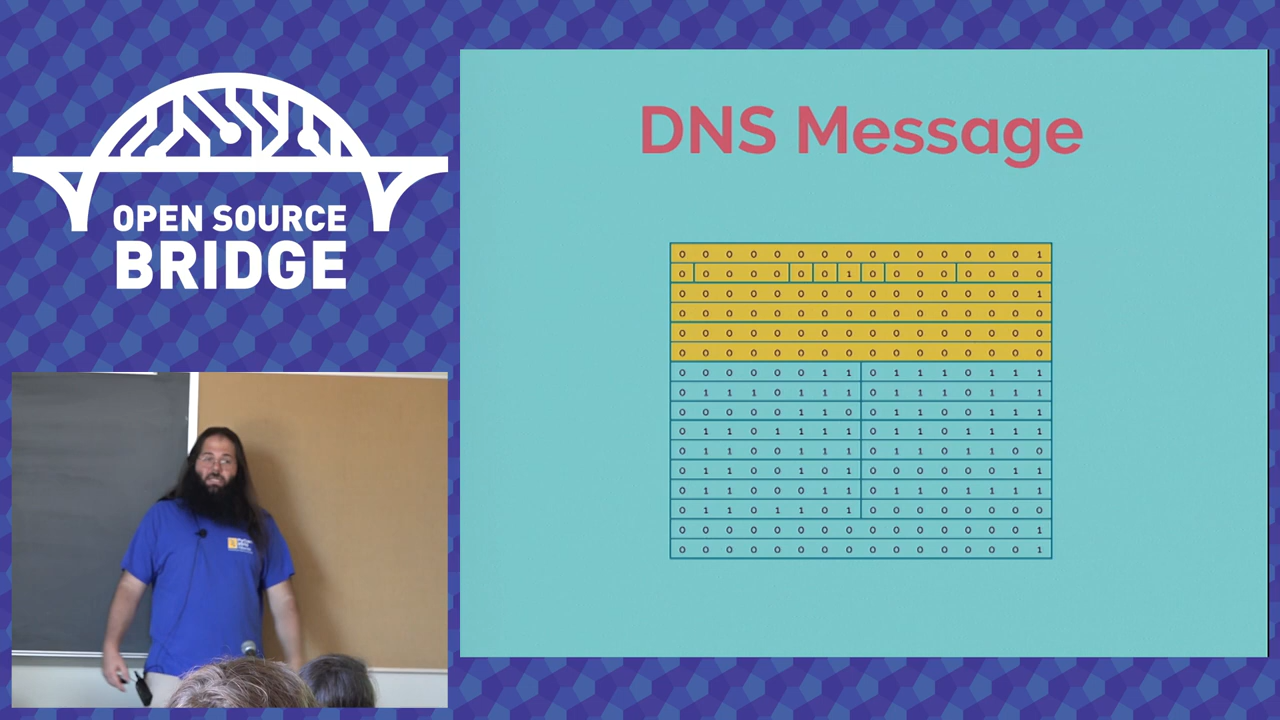 OPEN SOURCE
BRIDGE
DNS Message
0 0 0 0 0 0 0 0 0 0 0 0 0 0 0 1
0 0 0 0 0 0 0 1 0 0 0 0 0 0 0 0
0 0 0 0 0 0 0 0 0 0 0 0 0 0 0 1
0 0 0 0 0 0 0 0 0 0 0 0 0 0 0 0
0 0 0 0 0 0 0 0 0 0 0 0 0 0 0 0
0 0 0 0 0 0 0 0 0 0 0 0 0 0 0 0
0 0 0 0 0 0 1 1 0 1 1 1 0 1 1 1
0 1 1 1 0 1 1 1 0 1 1 1 0 1 1 1
0 0 0 0 0 1 1 0 0 1 1 0 0 1 1 1
0 1 1 0 1 1 1 1 0 1 1 0 1 1 1 1
0 1 1 0 0 1 1 1 0 1 1 0 1 1 0 0
0 1 1 0 0 1 0 1 0 0 0 0 0 0 1 1
0 1 1 0 0 0 1 1 0 1 1 0 1 1 1 1
0 1 1 0 1 1 0 1 0 0 0 0 0 0 0 0
0 0 0 0 0 0 0 0 0 0 0 0 0 0 0 1
0 0 0 0 0 0 0 0 0 0 0 0 0 0 0 1